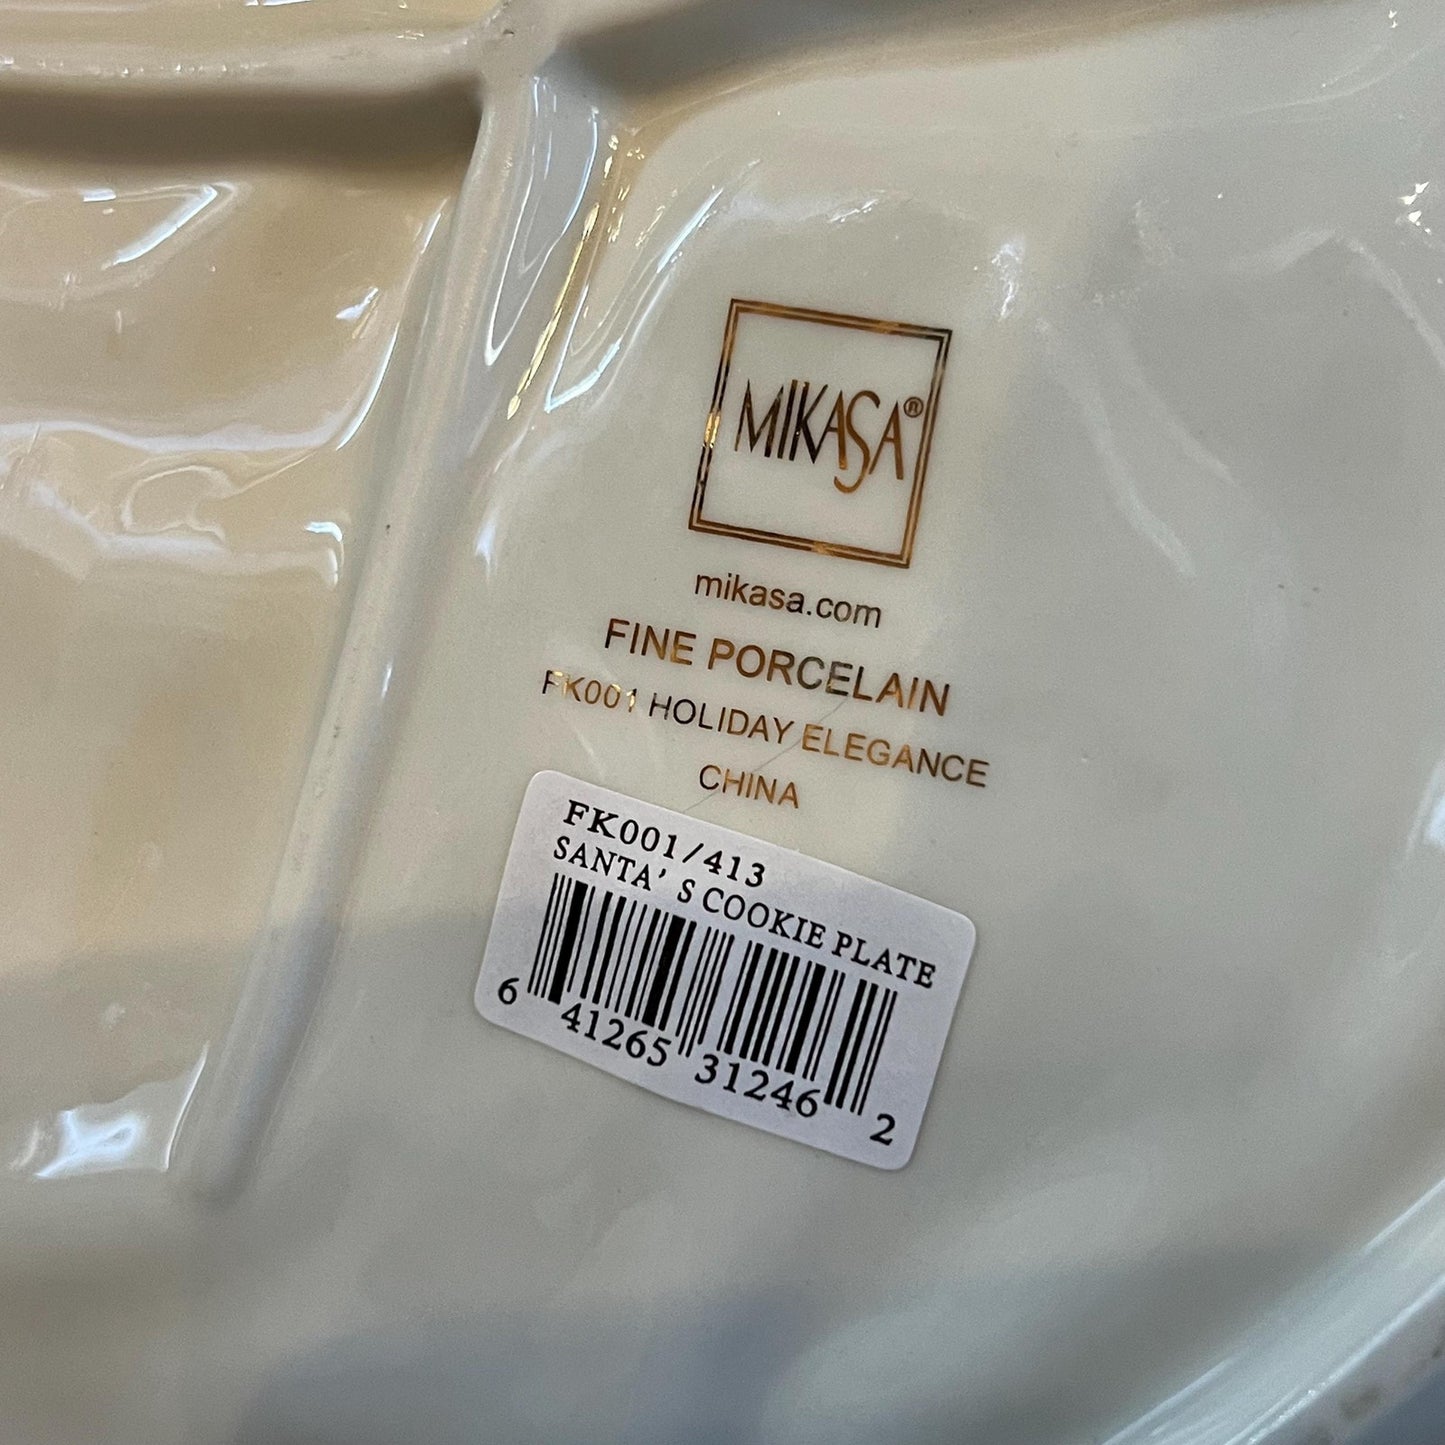 MIKASA®
mikasa.com
FINE PORCELAIN
FK001 HOLIDAY ELEGANCE
CHINA
FK001/413
SANTA'S COOKIE PLATE
6 41265 31246 2